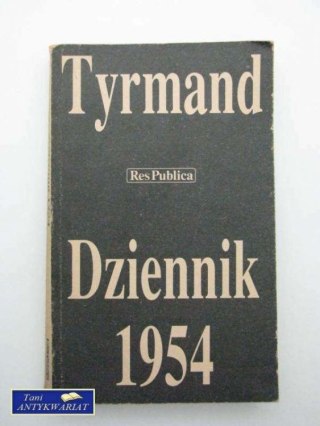 Tyrmand
Res Publica
Dziennik
1954
Tani
ANTYKWARIAT